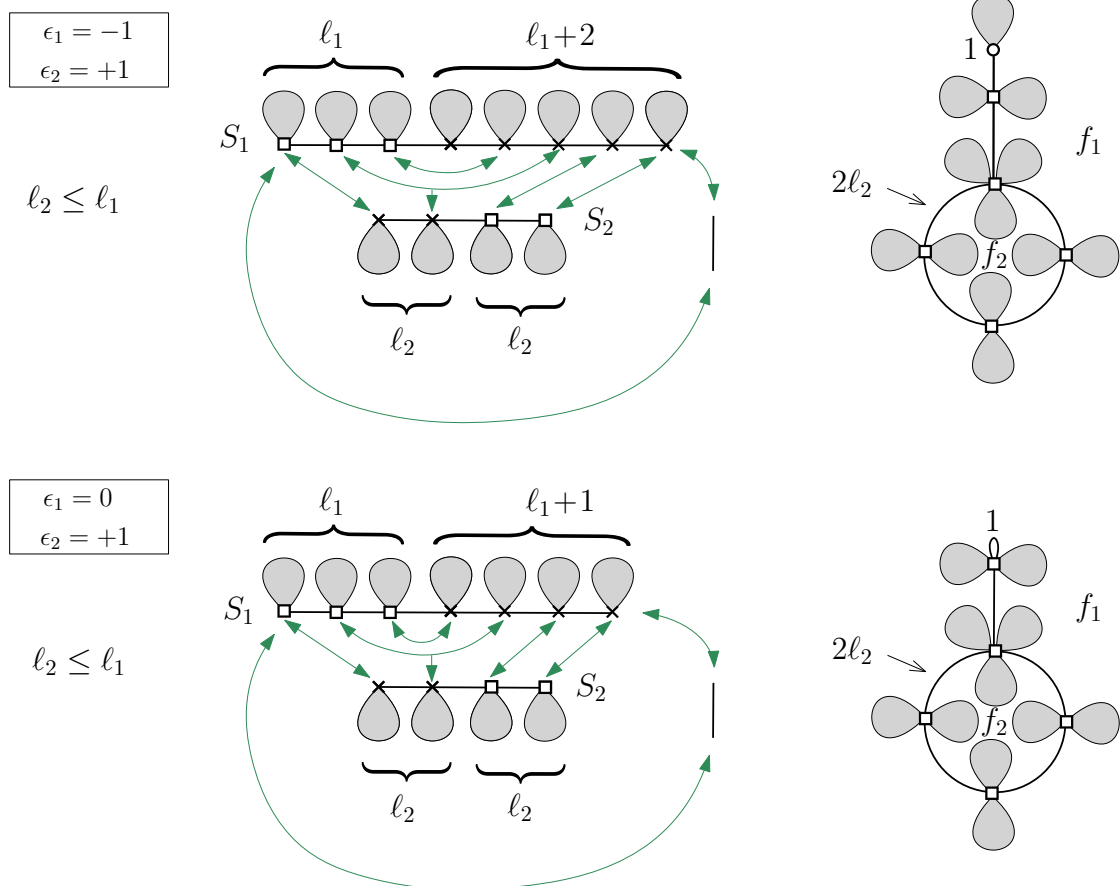 ϵ₁ = −1
ϵ₂ = +1
ℓ₂ ≤ ℓ₁
ℓ₁
ℓ₁+2
S₁
S₂
ℓ₂
ℓ₂
1
f₁
2ℓ₂
f₂
ϵ₁ = 0
ϵ₂ = +1
ℓ₂ ≤ ℓ₁
ℓ₁
ℓ₁+1
S₁
S₂
ℓ₂
ℓ₂
1
f₁
2ℓ₂
f₂